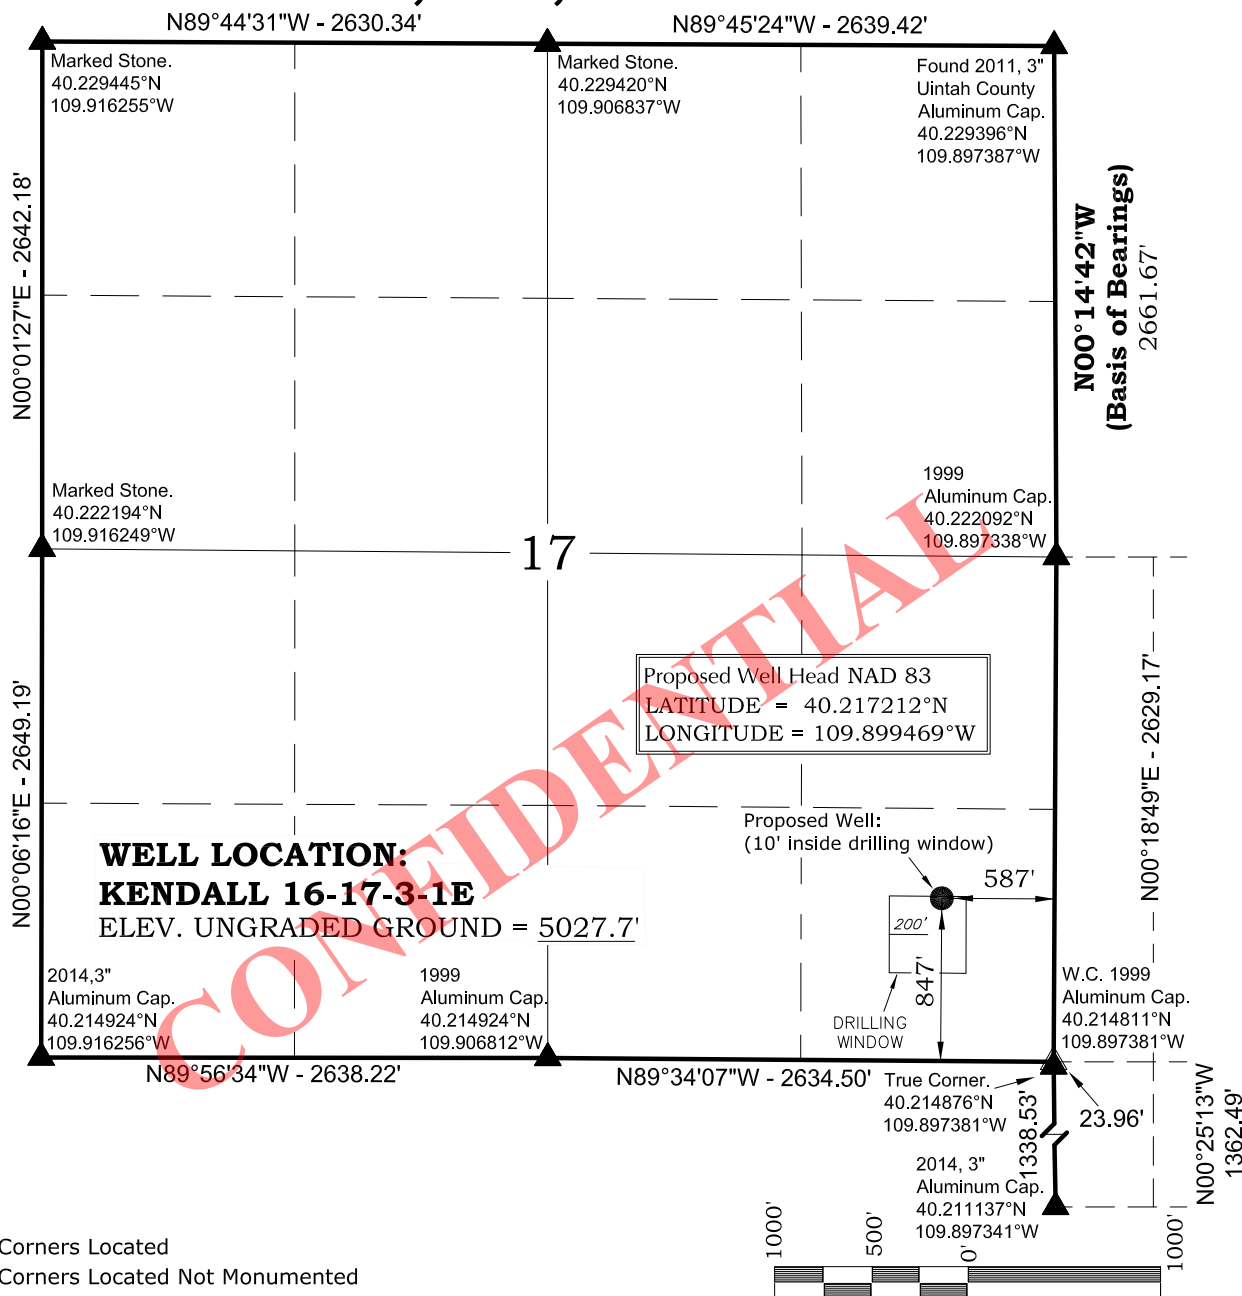 N89°44'31"W - 2630.34'
N89°45'24"W - 2639.42'
Marked Stone.
40.229445°N
109.916255°W
Marked Stone.
40.229420°N
109.906837°W
Found 2011, 3"
Uintah County
Aluminum Cap.
40.229396°N
109.897387°W
N00°01'27"E - 2642.18'
N00°14'42"W
(Basis of Bearings)
2661.67'
Marked Stone.
40.222194°N
109.916249°W
1999
Aluminum Cap.
40.222092°N
109.897338°W
17
CONFIDENTIAL
Proposed Well Head NAD 83
LATITUDE = 40.217212°N
LONGITUDE = 109.899469°W
N00°06'16"E - 2649.19'
N00°18'49"E - 2629.17'
Proposed Well:
(10' inside drilling window)
WELL LOCATION:
KENDALL 16-17-3-1E
ELEV. UNGRADED GROUND = 5027.7'
587'
200'
847'
DRILLING
WINDOW
2014,3"
Aluminum Cap.
40.214924°N
109.916256°W
1999
Aluminum Cap.
40.214924°N
109.906812°W
W.C. 1999
Aluminum Cap.
40.214811°N
109.897381°W
N89°56'34"W - 2638.22'
N89°34'07"W - 2634.50'
True Corner.
40.214876°N
109.897381°W
1338.53'
23.96'
N00°25'13"W
1362.49'
2014, 3"
Aluminum Cap.
40.211137°N
109.897341°W
Corners Located
Corners Located Not Monumented
1000'
500'
0'
1000'